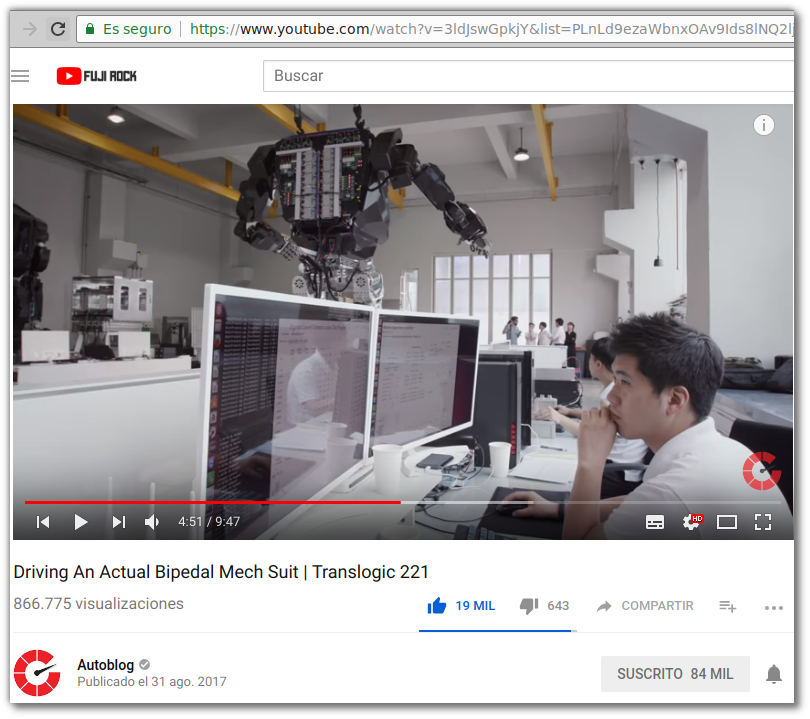 Es seguro | https://www.youtube.com/watch?v=3ldJswGpkjY&list=PLnLd9ezaWbnxOAv9Ids8lNQ2lj
FUJI ROCK
Buscar
4:51 / 9:47
HD
Driving An Actual Bipedal Mech Suit | Translogic 221
866.775 visualizaciones
19 MIL
643
COMPARTIR
Autoblog
Publicado el 31 ago. 2017
SUSCRITO 84 MIL